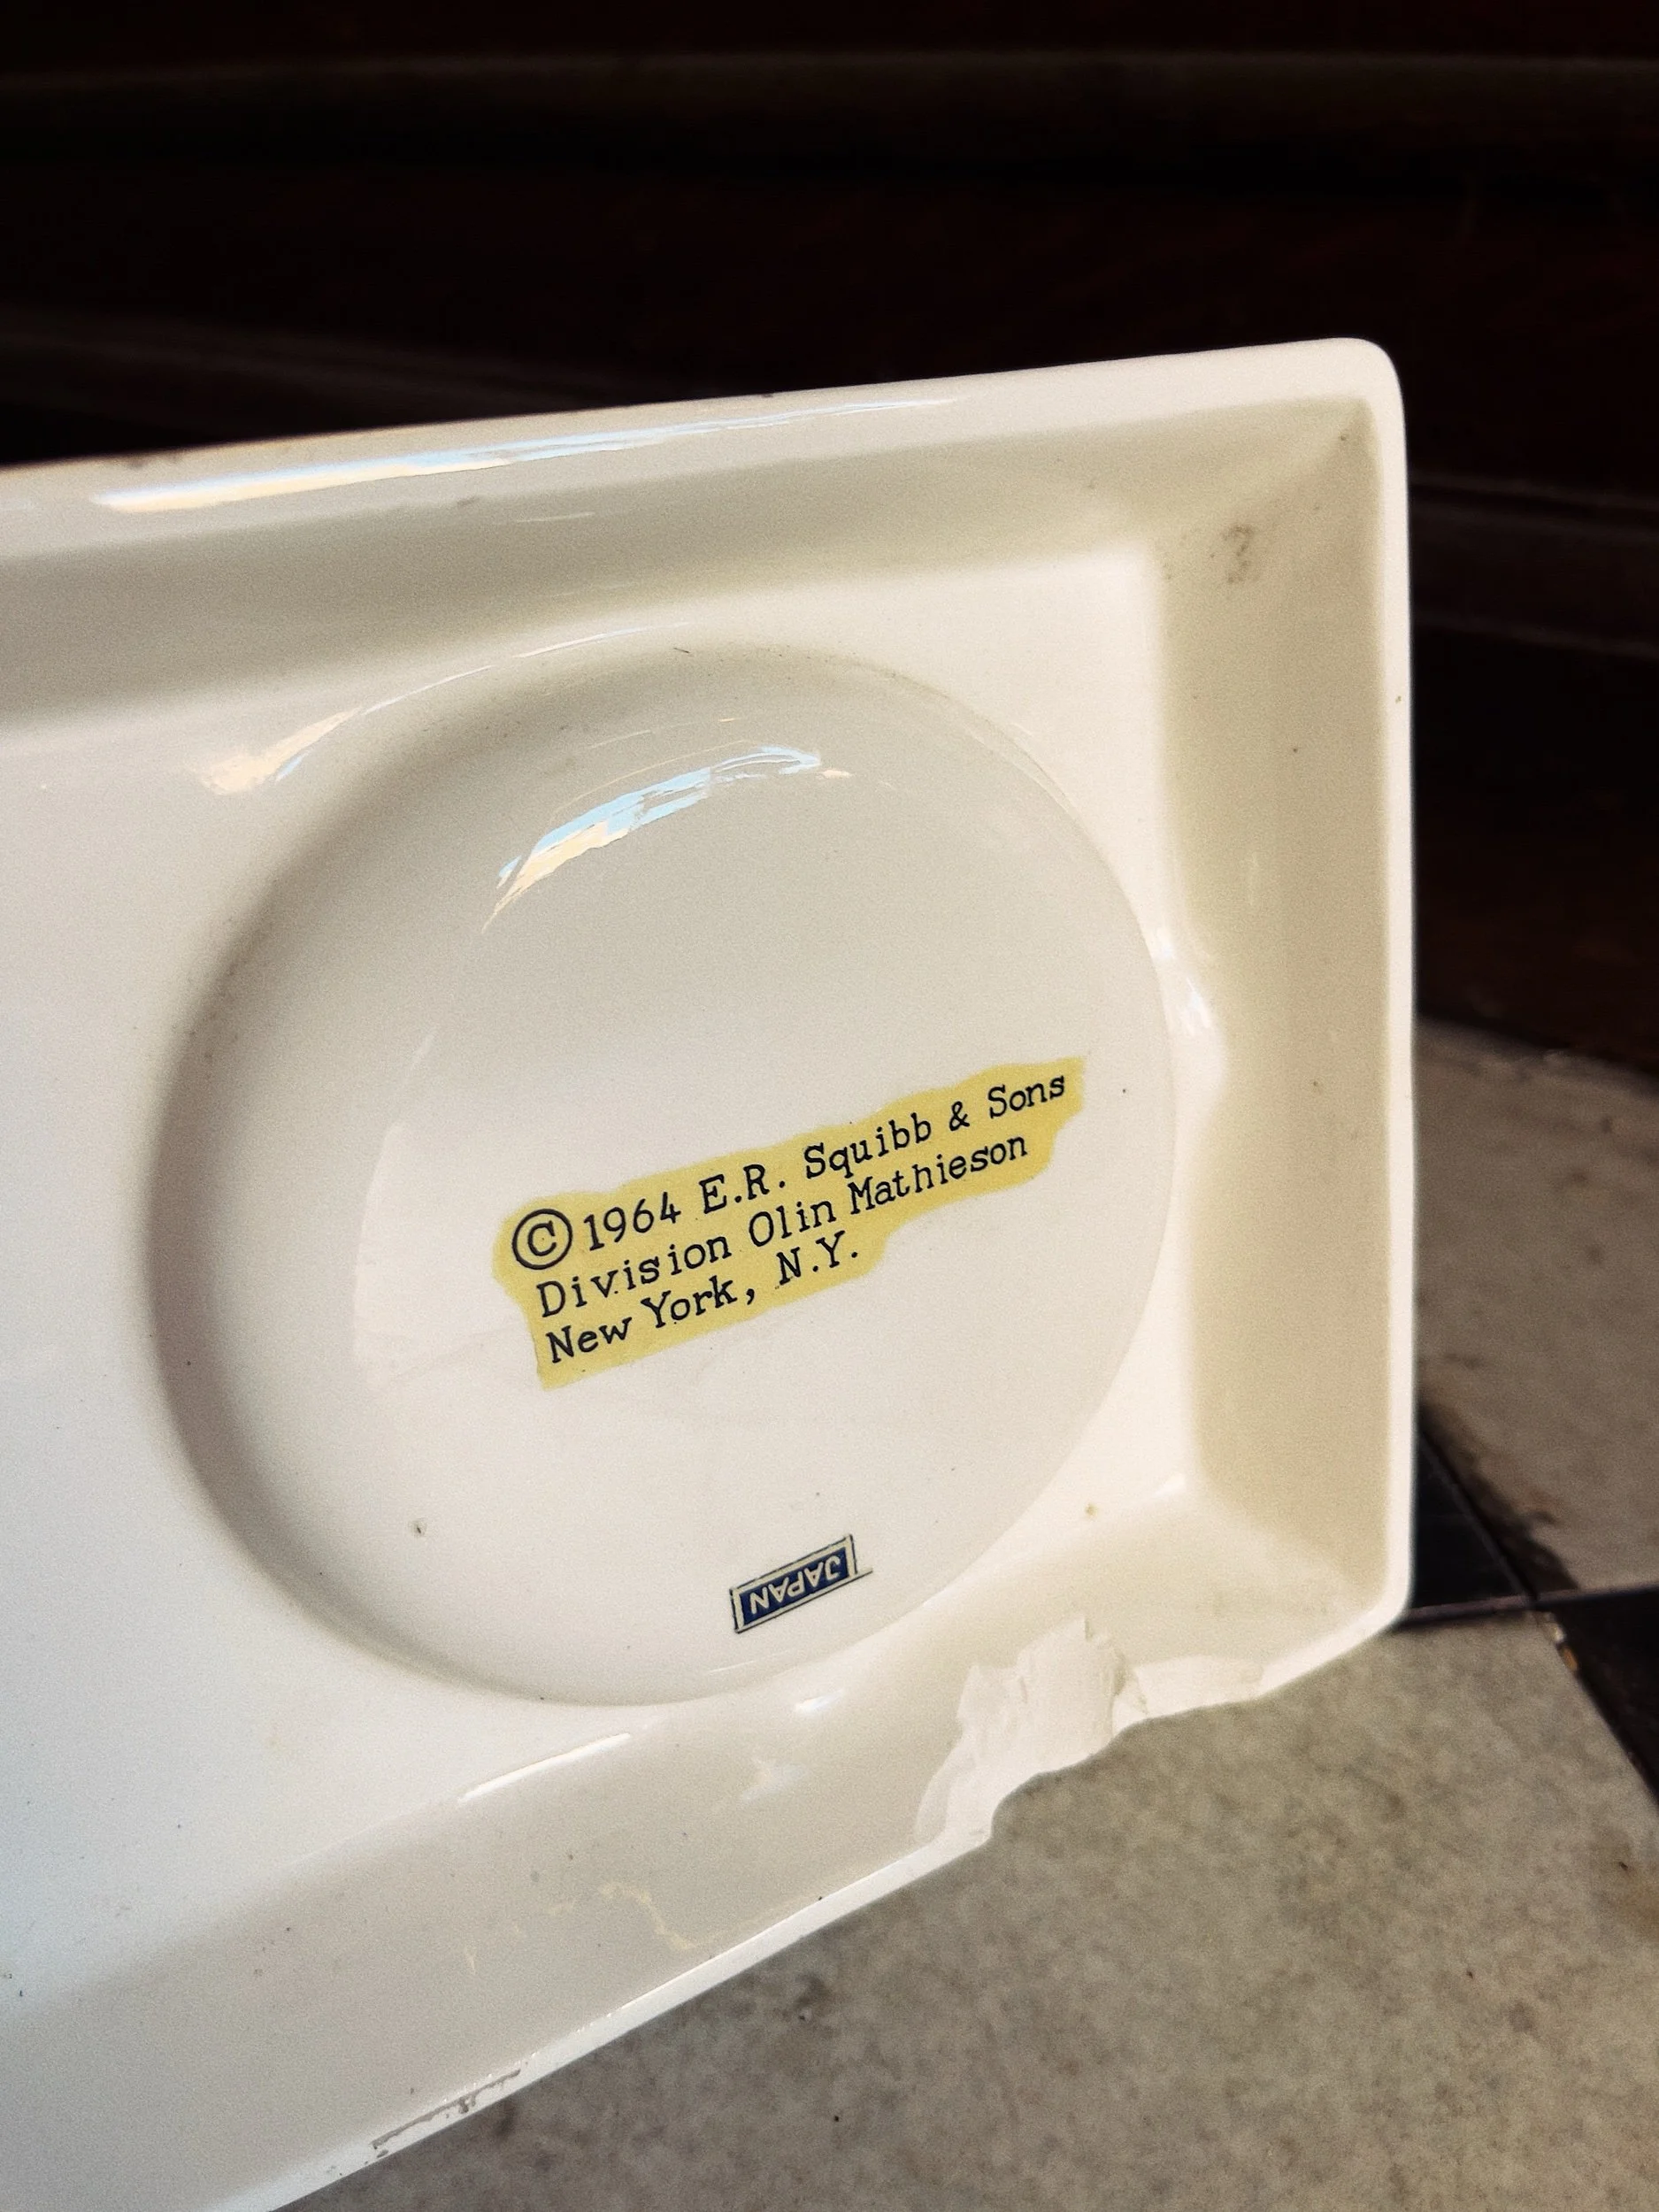 ©1964 E.R. Squibb & Sons
Division Olin Mathieson
New York, N.Y.
JAPAN